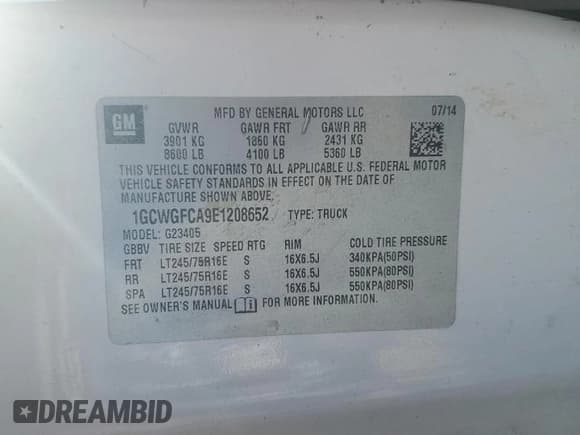 GM
MFD BY GENERAL MOTORS LLC 07/14
GVWR GAWR FRT GAWR RR
3901 KG 1860 KG 2431 KG
8600 LB 4100 LB 5360 LB
THIS VEHICLE CONFORMS TO ALL APPLICABLE U.S. FEDERAL MOTOR
VEHICLE SAFETY STANDARDS IN EFFECT ON THE DATE OF
MANUFACTURE SHOWN ABOVE.
1GCWGFCA9E1208652 TYPE: TRUCK
MODEL: G23405
GBBV TIRE SIZE SPEED RTG RIM COLD TIRE PRESSURE
FRT LT245/75R16E S 16X6.5J 340KPA(50PSI)
RR LT245/75R16E S 16X6.5J 550KPA(80PSI)
SPA LT245/75R16E S 16X6.5J 550KPA(80PSI)
SEE OWNER'S MANUAL FOR MORE INFORMATION.
DREAMBID